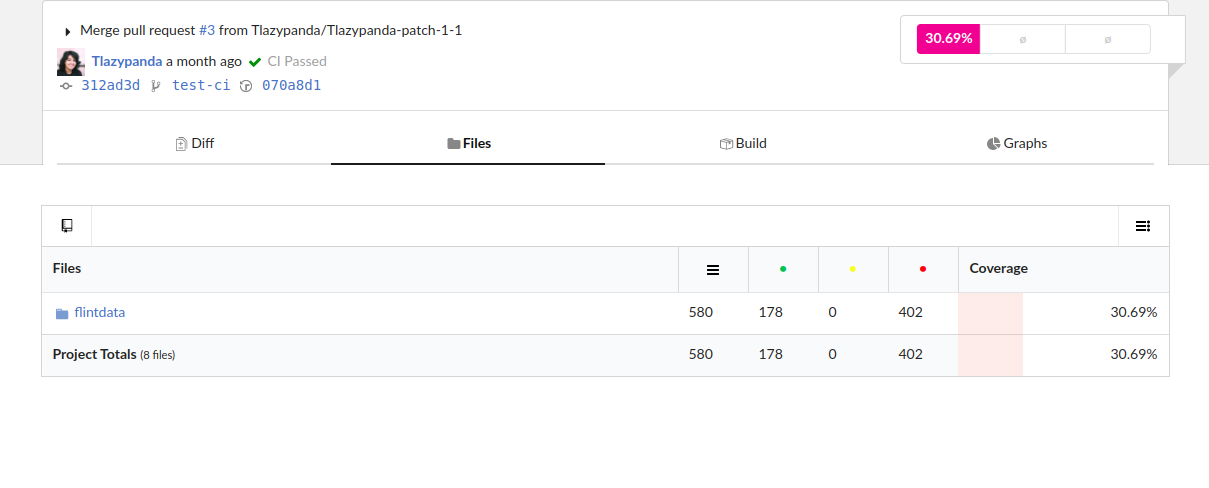 Merge pull request #3 from Tlazypanda/Tlazypanda-patch-1-1
30.69% ø ø
Tlazypanda a month ago CI Passed
312ad3d test-ci 070a8d1
Diff Files Build Graphs
Files Coverage
flintdata 580 178 0 402 30.69%
Project Totals (8 files) 580 178 0 402 30.69%